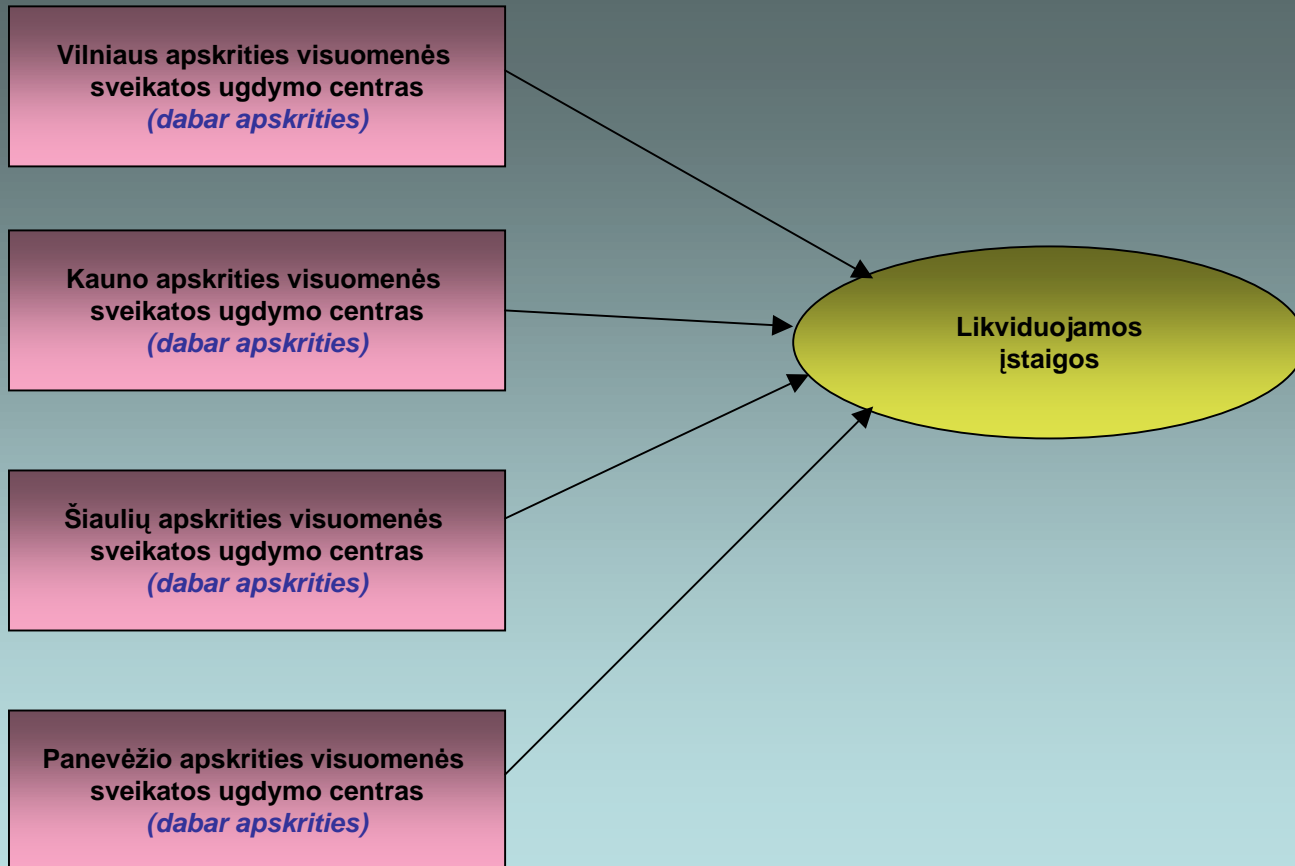 Vilniaus apskrities visuomenės
sveikatos ugdymo centras
(dabar apskrities)
Kauno apskrities visuomenės
sveikatos ugdymo centras
(dabar apskrities)
Likviduojamos
įstaigos
Šiaulių apskrities visuomenės
sveikatos ugdymo centras
(dabar apskrities)
Panevėžio apskrities visuomenės
sveikatos ugdymo centras
(dabar apskrities)